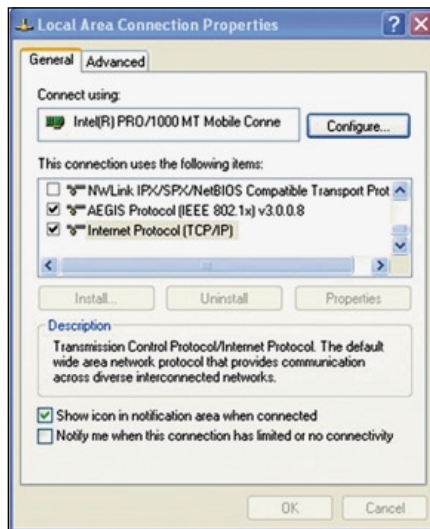 Local Area Connection Properties
General Advanced
Connect using:
Intel(R) PRO/1000 MT Mobile Conne Configure...
This connection uses the following items:
NWLink IPX/SPX/NetBIOS Compatible Transport Prot
AEGIS Protocol (IEEE 802.1x) v3.0.0.8
Internet Protocol (TCP/IP)
Install... Uninstall Properties
Description
Transmission Control Protocol/Internet Protocol. The default
wide area network protocol that provides communication
across diverse interconnected networks.
Show icon in notification area when connected
Notify me when this connection has limited or no connectivity
OK Cancel